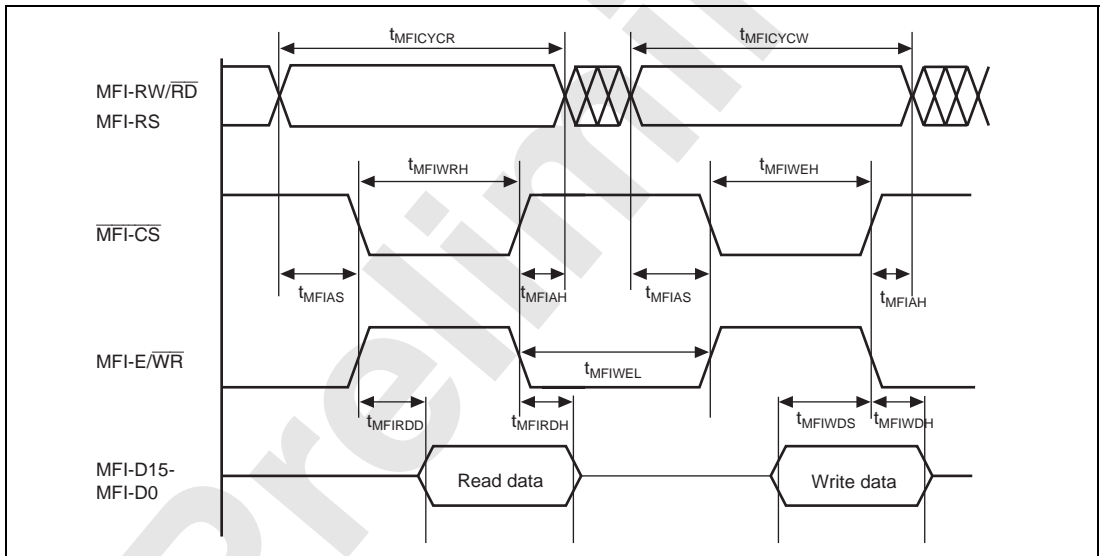 tMFICYCR
tMFICYCW
MFI-RW/RD
MFI-RS
tMFIWRH
tMFIWEH
MFI-CS
tMFIAS
tMFIAH
tMFIAS
tMFIAH
MFI-E/WR
tMFIWEL
tMFIRDD
tMFIRDH
tMFIWDS
tMFIWDH
MFI-D15-
MFI-D0
Read data
Write data
Prelimi